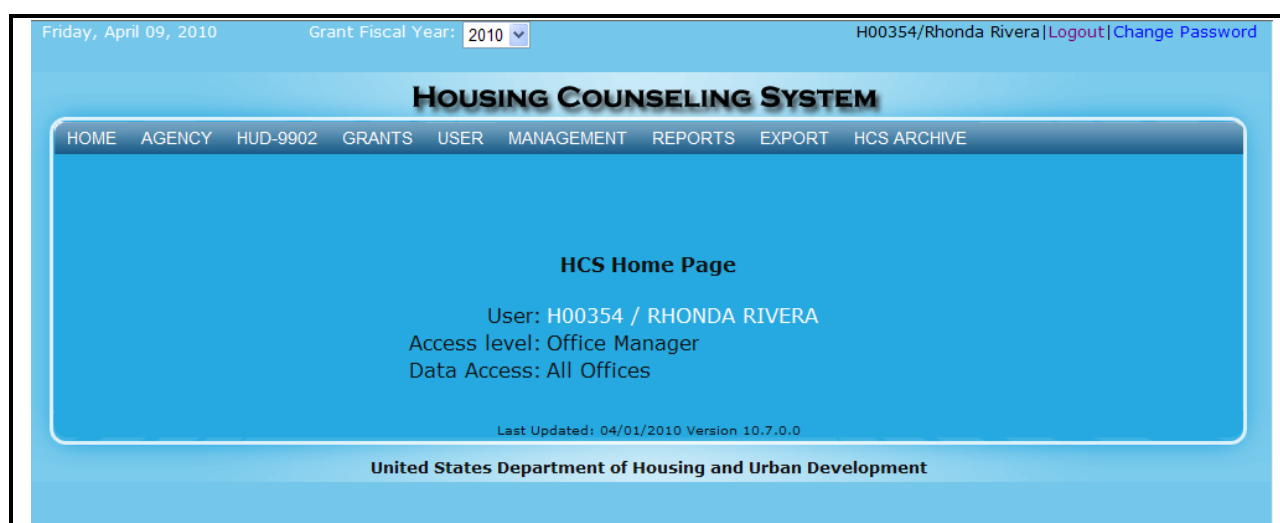 Friday, April 09, 2010 Grant Fiscal Year: 2010 H00354/Rhonda Rivera|Logout|Change Password
HOUSING COUNSELING SYSTEM
HOME AGENCY HUD-9902 GRANTS USER MANAGEMENT REPORTS EXPORT HCS ARCHIVE
HCS Home Page
User: H00354 / RHONDA RIVERA
Access level: Office Manager
Data Access: All Offices
Last Updated: 04/01/2010 Version 10.7.0.0
United States Department of Housing and Urban Development